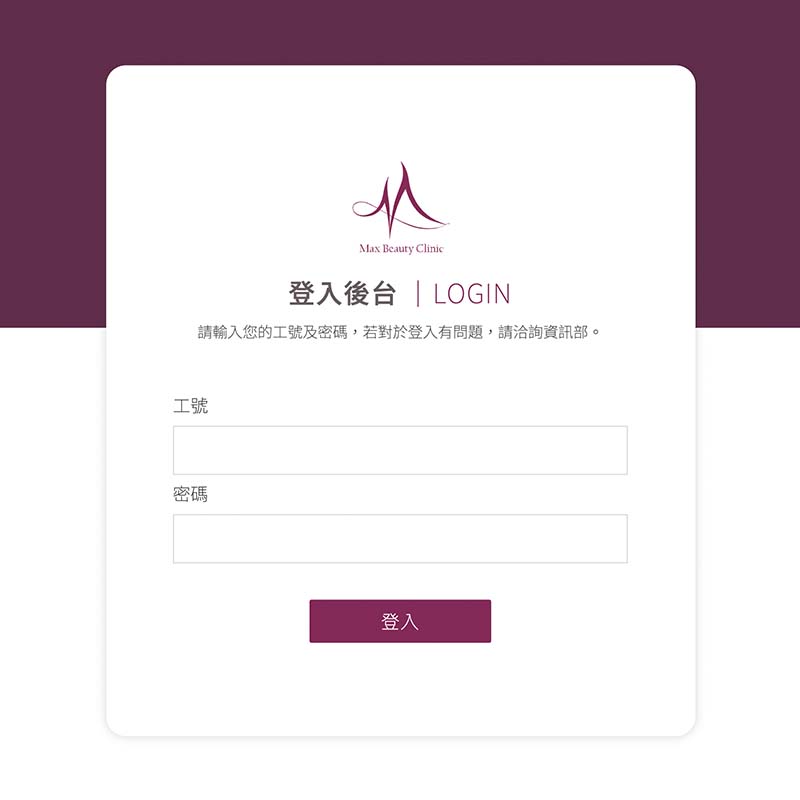 Max Beauty Clinic
登入後台｜LOGIN
請輸入您的工號及密碼，若對於登入有問題，請洽詢資訊部。
工號
密碼
登入